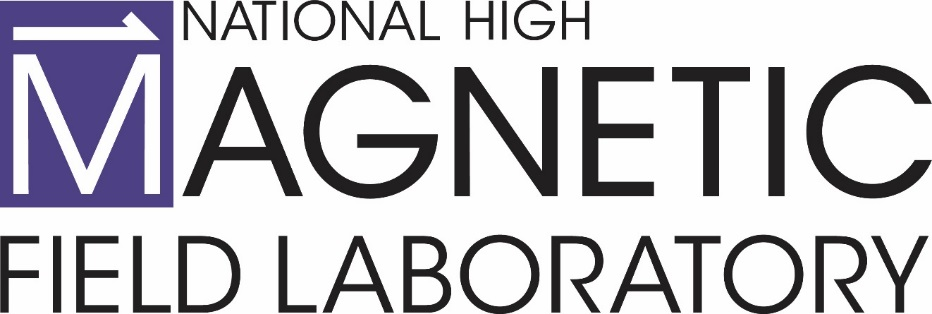 NATIONAL HIGH
MAGNETIC
FIELD LABORATORY